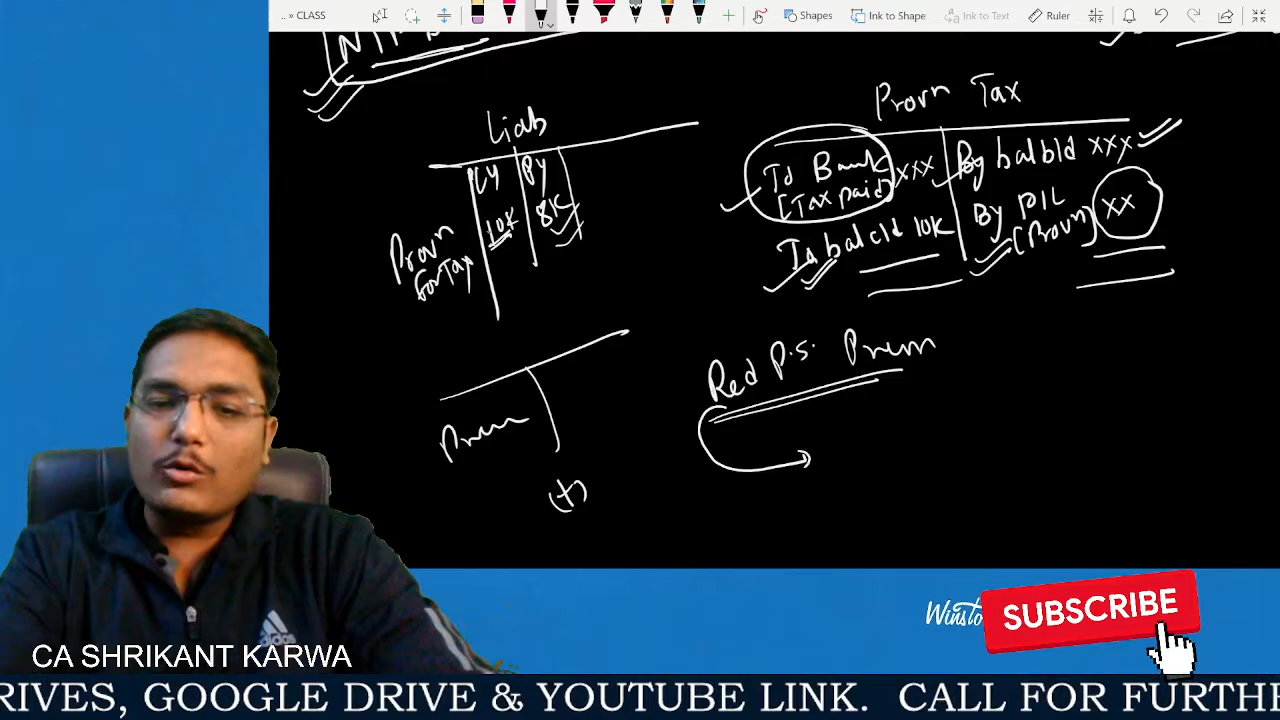 .. » CLASS
Shapes
Ink to Shape
Ink to Text
Ruler
Liab
CY PY
10K 8K
Provn
for Tax
Provn Tax
To Bank xxx
[Tax paid]
To bal c/d 10K
By bal b/d xxx
By P/L xx
[Provn]
Red P.S. Prem
Prem
(+)
Winsto
SUBSCRIBE
adidas
CA SHRIKANT KARWA
RIVES, GOOGLE DRIVE & YOUTUBE LINK. CALL FOR FURTHE